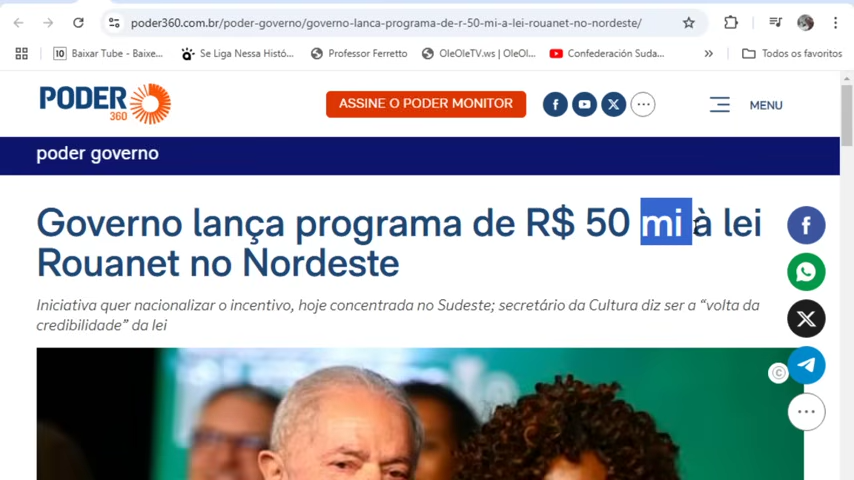 poder360.com.br/poder-governo/governo-lanca-programa-de-r-50-mi-a-lei-rouanet-no-nordeste/
10 Baixar Tube - Baixe... Se Liga Nessa Histó... Professor Ferretto OleOleTV.ws | OleOl... Confederación Suda... » Todos os favoritos
PODER
360
ASSINE O PODER MONITOR
MENU
poder governo
Governo lança programa de R$ 50 mi à lei
Rouanet no Nordeste
Iniciativa quer nacionalizar o incentivo, hoje concentrada no Sudeste; secretário da Cultura diz ser a “volta da
credibilidade” da lei
©